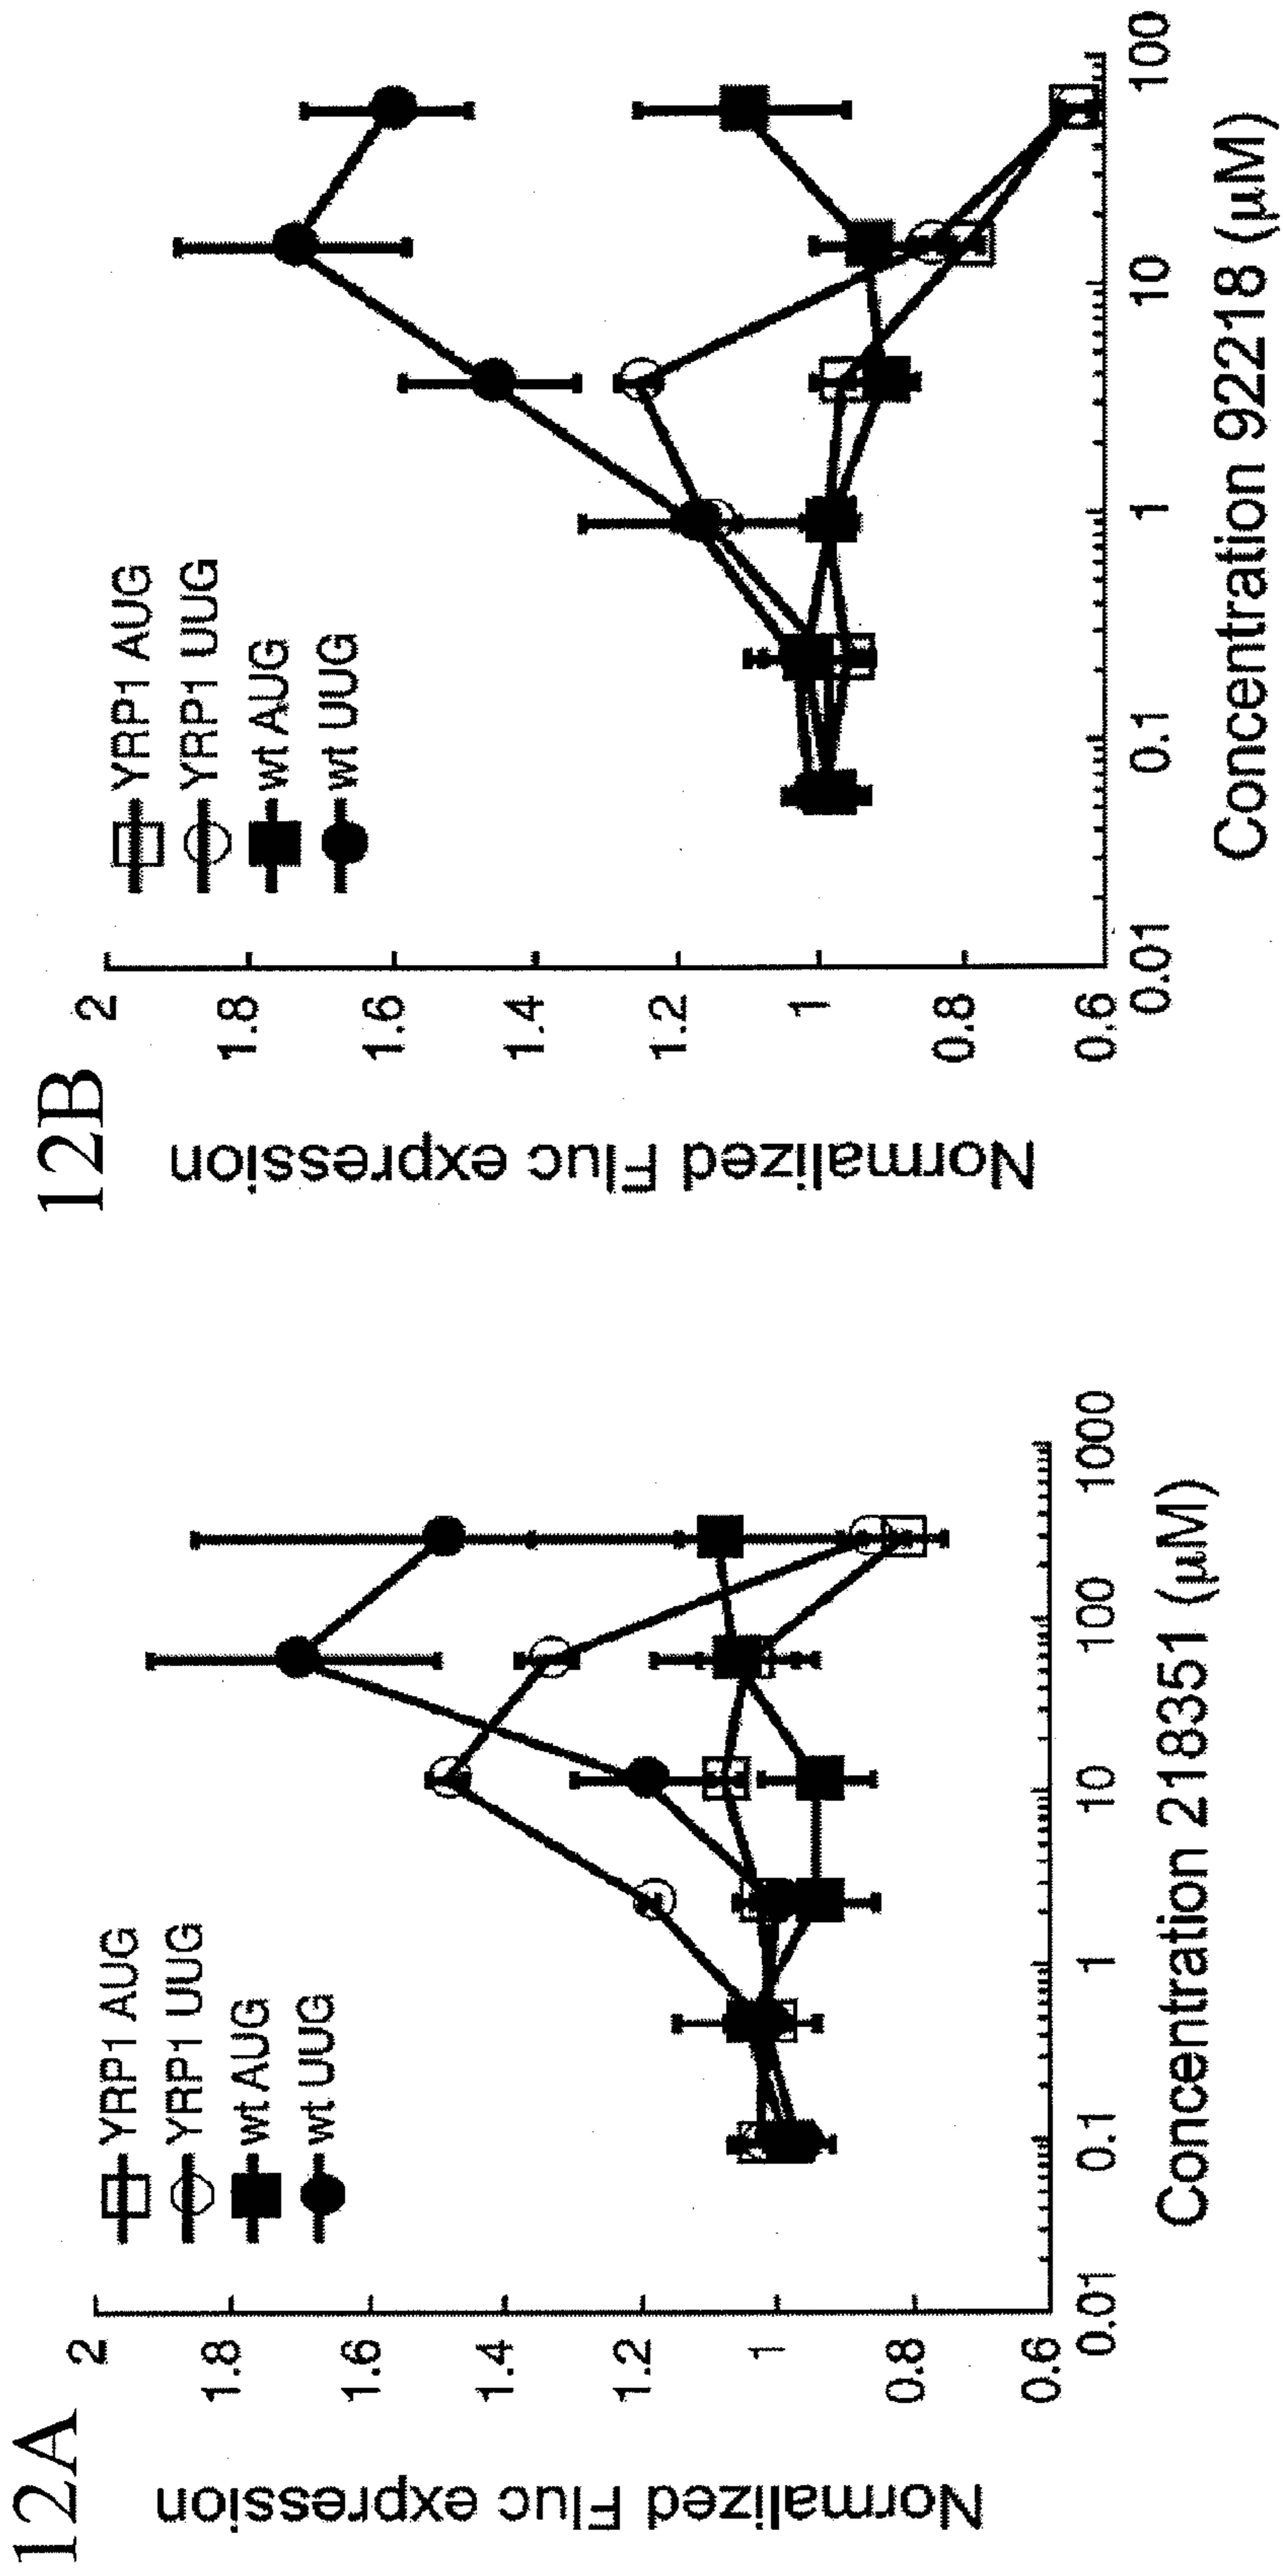 12A
Normalized Fluc expression
2
1.8
1.6
1.4
1.2
1
0.8
0.6
YRP1 AUG
YRP1 UUG
wt AUG
wt UUG
0.01
0.1
1
10
100
1000
Concentration 218351 (µM)
12B
Normalized Fluc expression
2
1.8
1.6
1.4
1.2
1
0.8
0.6
YRP1 AUG
YRP1 UUG
wt AUG
wt UUG
0.01
0.1
1
10
100
Concentration 92218 (µM)